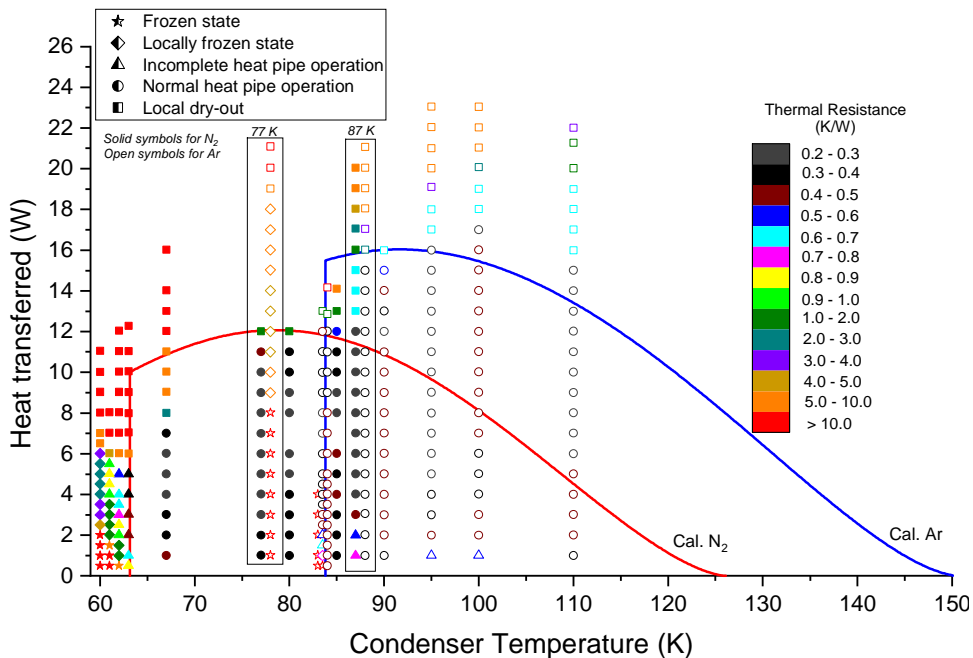 Frozen state
Locally frozen state
Incomplete heat pipe operation
Normal heat pipe operation
Local dry-out
Solid symbols for N₂
Open symbols for Ar
77 K
87 K
Thermal Resistance
(K/W)
0.2 - 0.3
0.3 - 0.4
0.4 - 0.5
0.5 - 0.6
0.6 - 0.7
0.7 - 0.8
0.8 - 0.9
0.9 - 1.0
1.0 - 2.0
2.0 - 3.0
3.0 - 4.0
4.0 - 5.0
5.0 - 10.0
> 10.0
Heat transferred (W)
26
24
22
20
18
16
14
12
10
8
6
4
2
0
Cal. N₂
Cal. Ar
60 70 80 90 100 110 120 130 140 150
Condenser Temperature (K)